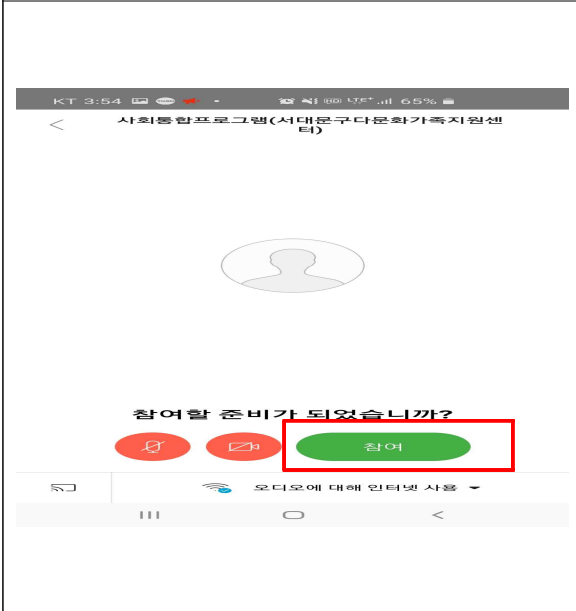 KT 3:54
65%
사회통합프로그램(서대문구다문화가족지원센
터)
참여할 준비가 되었습니까?
참여
오디오에 대해 인터넷 사용